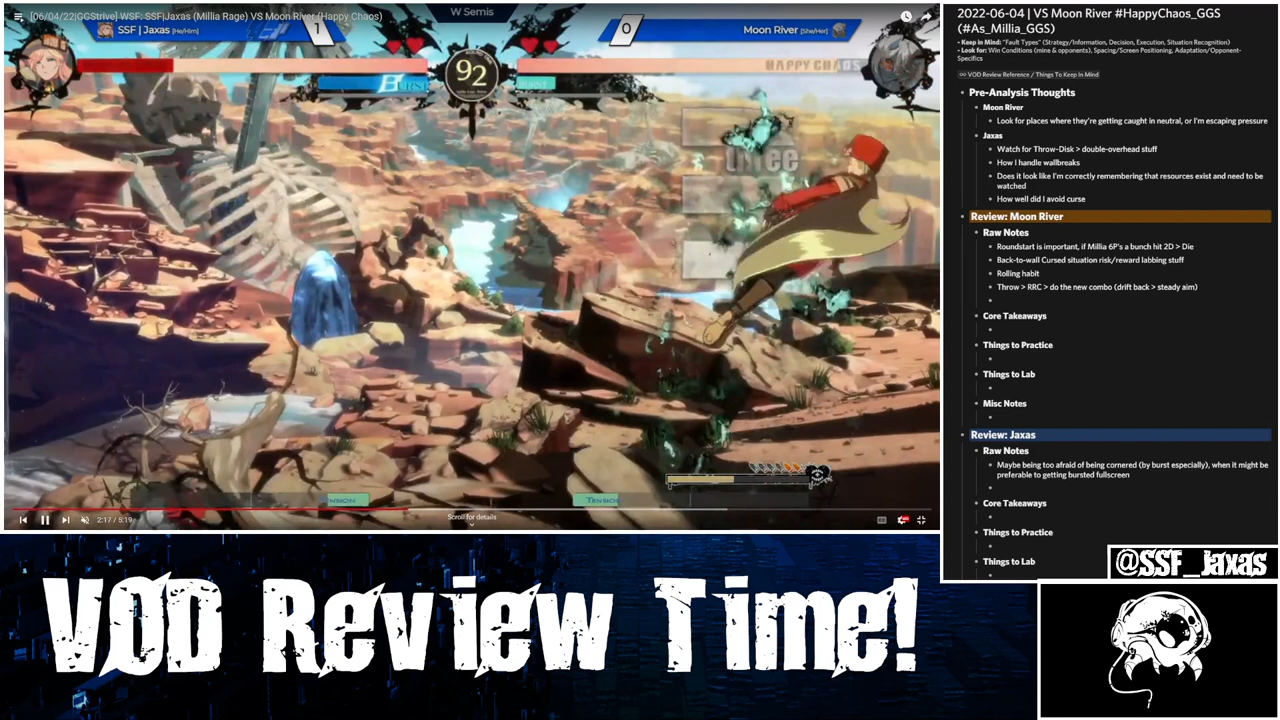 [06/04/22|GGStrive] WSF: SSF|Jaxas (Millia Rage) VS Moon River (Happy Chaos)
W Semis
SSF | Jaxas [He/Him]
1
0
Moon River [She/Her]
92
HAPPY CHAOS
BURST
BURST
three
TENSION
TENSION
2:17 / 5:19
Scroll for details
2022-06-04 | VS Moon River #HappyChaos_GGS
(#As_Millia_GGS)
- Keep in Mind: "Fault Types" (Strategy/Information, Decision, Execution, Situation Recognition)
- Look for: Win Conditions (mine & opponents), Spacing/Screen Positioning, Adaptation/Opponent-
Specifics
VOD Review Reference / Things To Keep In Mind
Pre-Analysis Thoughts
Moon River
Look for places where they're getting caught in neutral, or I'm escaping pressure
Jaxas
Watch for Throw-Disk > double-overhead stuff
How I handle wallbreaks
Does it look like I'm correctly remembering that resources exist and need to be
watched
How well did I avoid curse
Review: Moon River
Raw Notes
Roundstart is important, if Millia 6P's a bunch hit 2D > Die
Back-to-wall Cursed situation risk/reward labbing stuff
Rolling habit
Throw > RRC > do the new combo (drift back > steady aim)
Core Takeaways
Things to Practice
Things to Lab
Misc Notes
Review: Jaxas
Raw Notes
Maybe being too afraid of being cornered (by burst especially), when it might be
preferable to getting bursted fullscreen
Core Takeaways
Things to Practice
Things to Lab
@SSF_Jaxas
VOD Review Time!